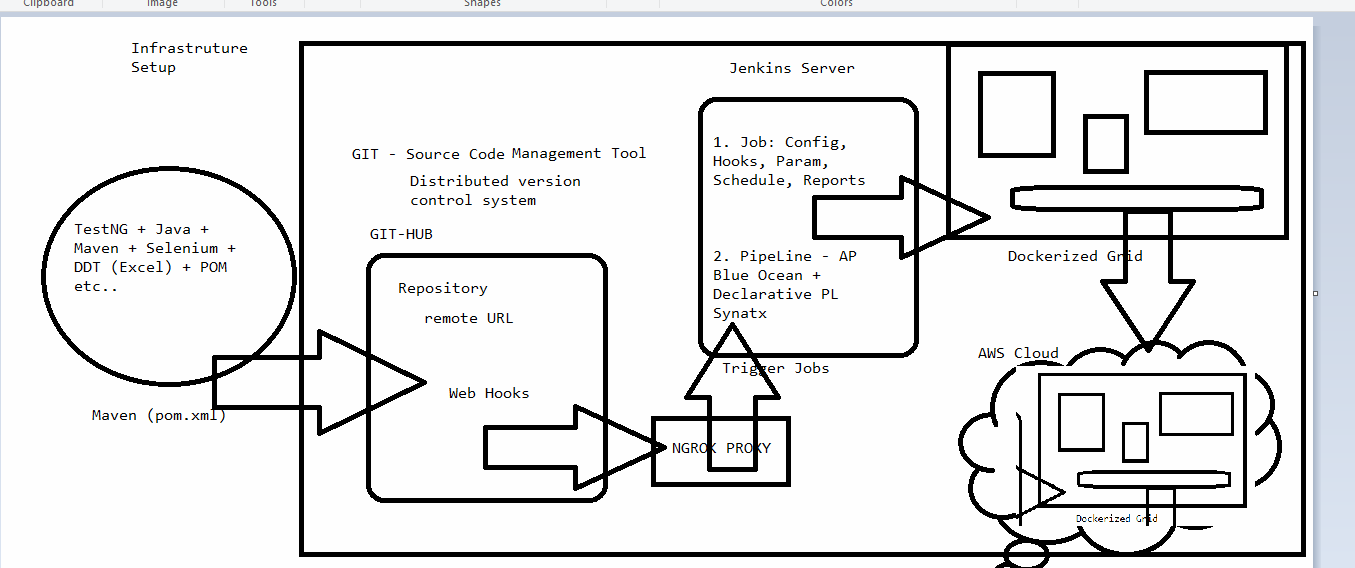 Clipboard
Image
Tools
Shapes
Colors
Infrastruture
Setup
Jenkins Server
1. Job: Config,
Hooks, Param,
Schedule, Reports
GIT - Source Code Management Tool
Distributed version
control system
GIT-HUB
TestNG + Java +
Maven + Selenium +
DDT (Excel) + POM
etc..
2. PipeLine - AP
Blue Ocean +
Declarative PL
Synatx
Dockerized Grid
Repository
remote URL
AWS Cloud
Trigger Jobs
Web Hooks
Maven (pom.xml)
NGROK PROXY
Dockerized Grid